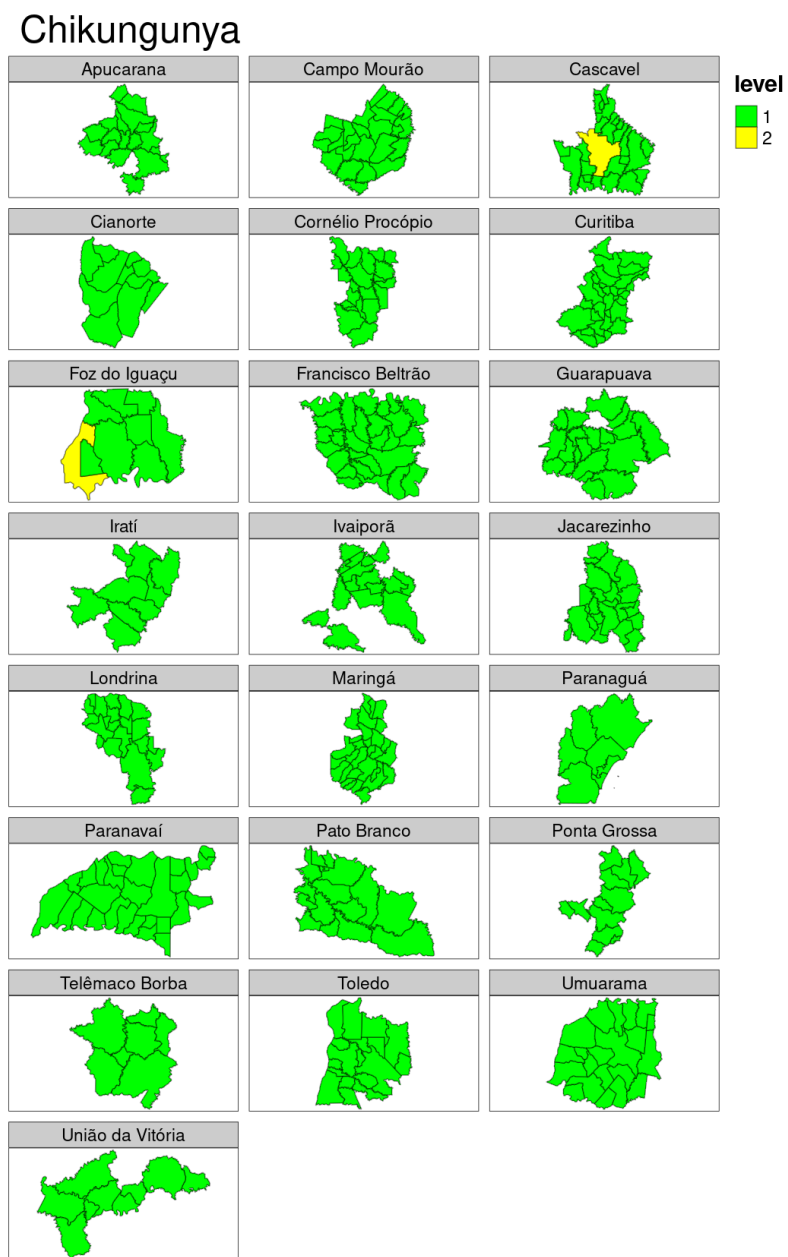 Chikungunya
Apucarana
Campo Mourão
Cascavel
level
1
2
Cianorte
Cornélio Procópio
Curitiba
Foz do Iguaçu
Francisco Beltrão
Guarapuava
Iratí
Ivaiporã
Jacarezinho
Londrina
Maringá
Paranaguá
Paranavaí
Pato Branco
Ponta Grossa
Telêmaco Borba
Toledo
Umuarama
União da Vitória